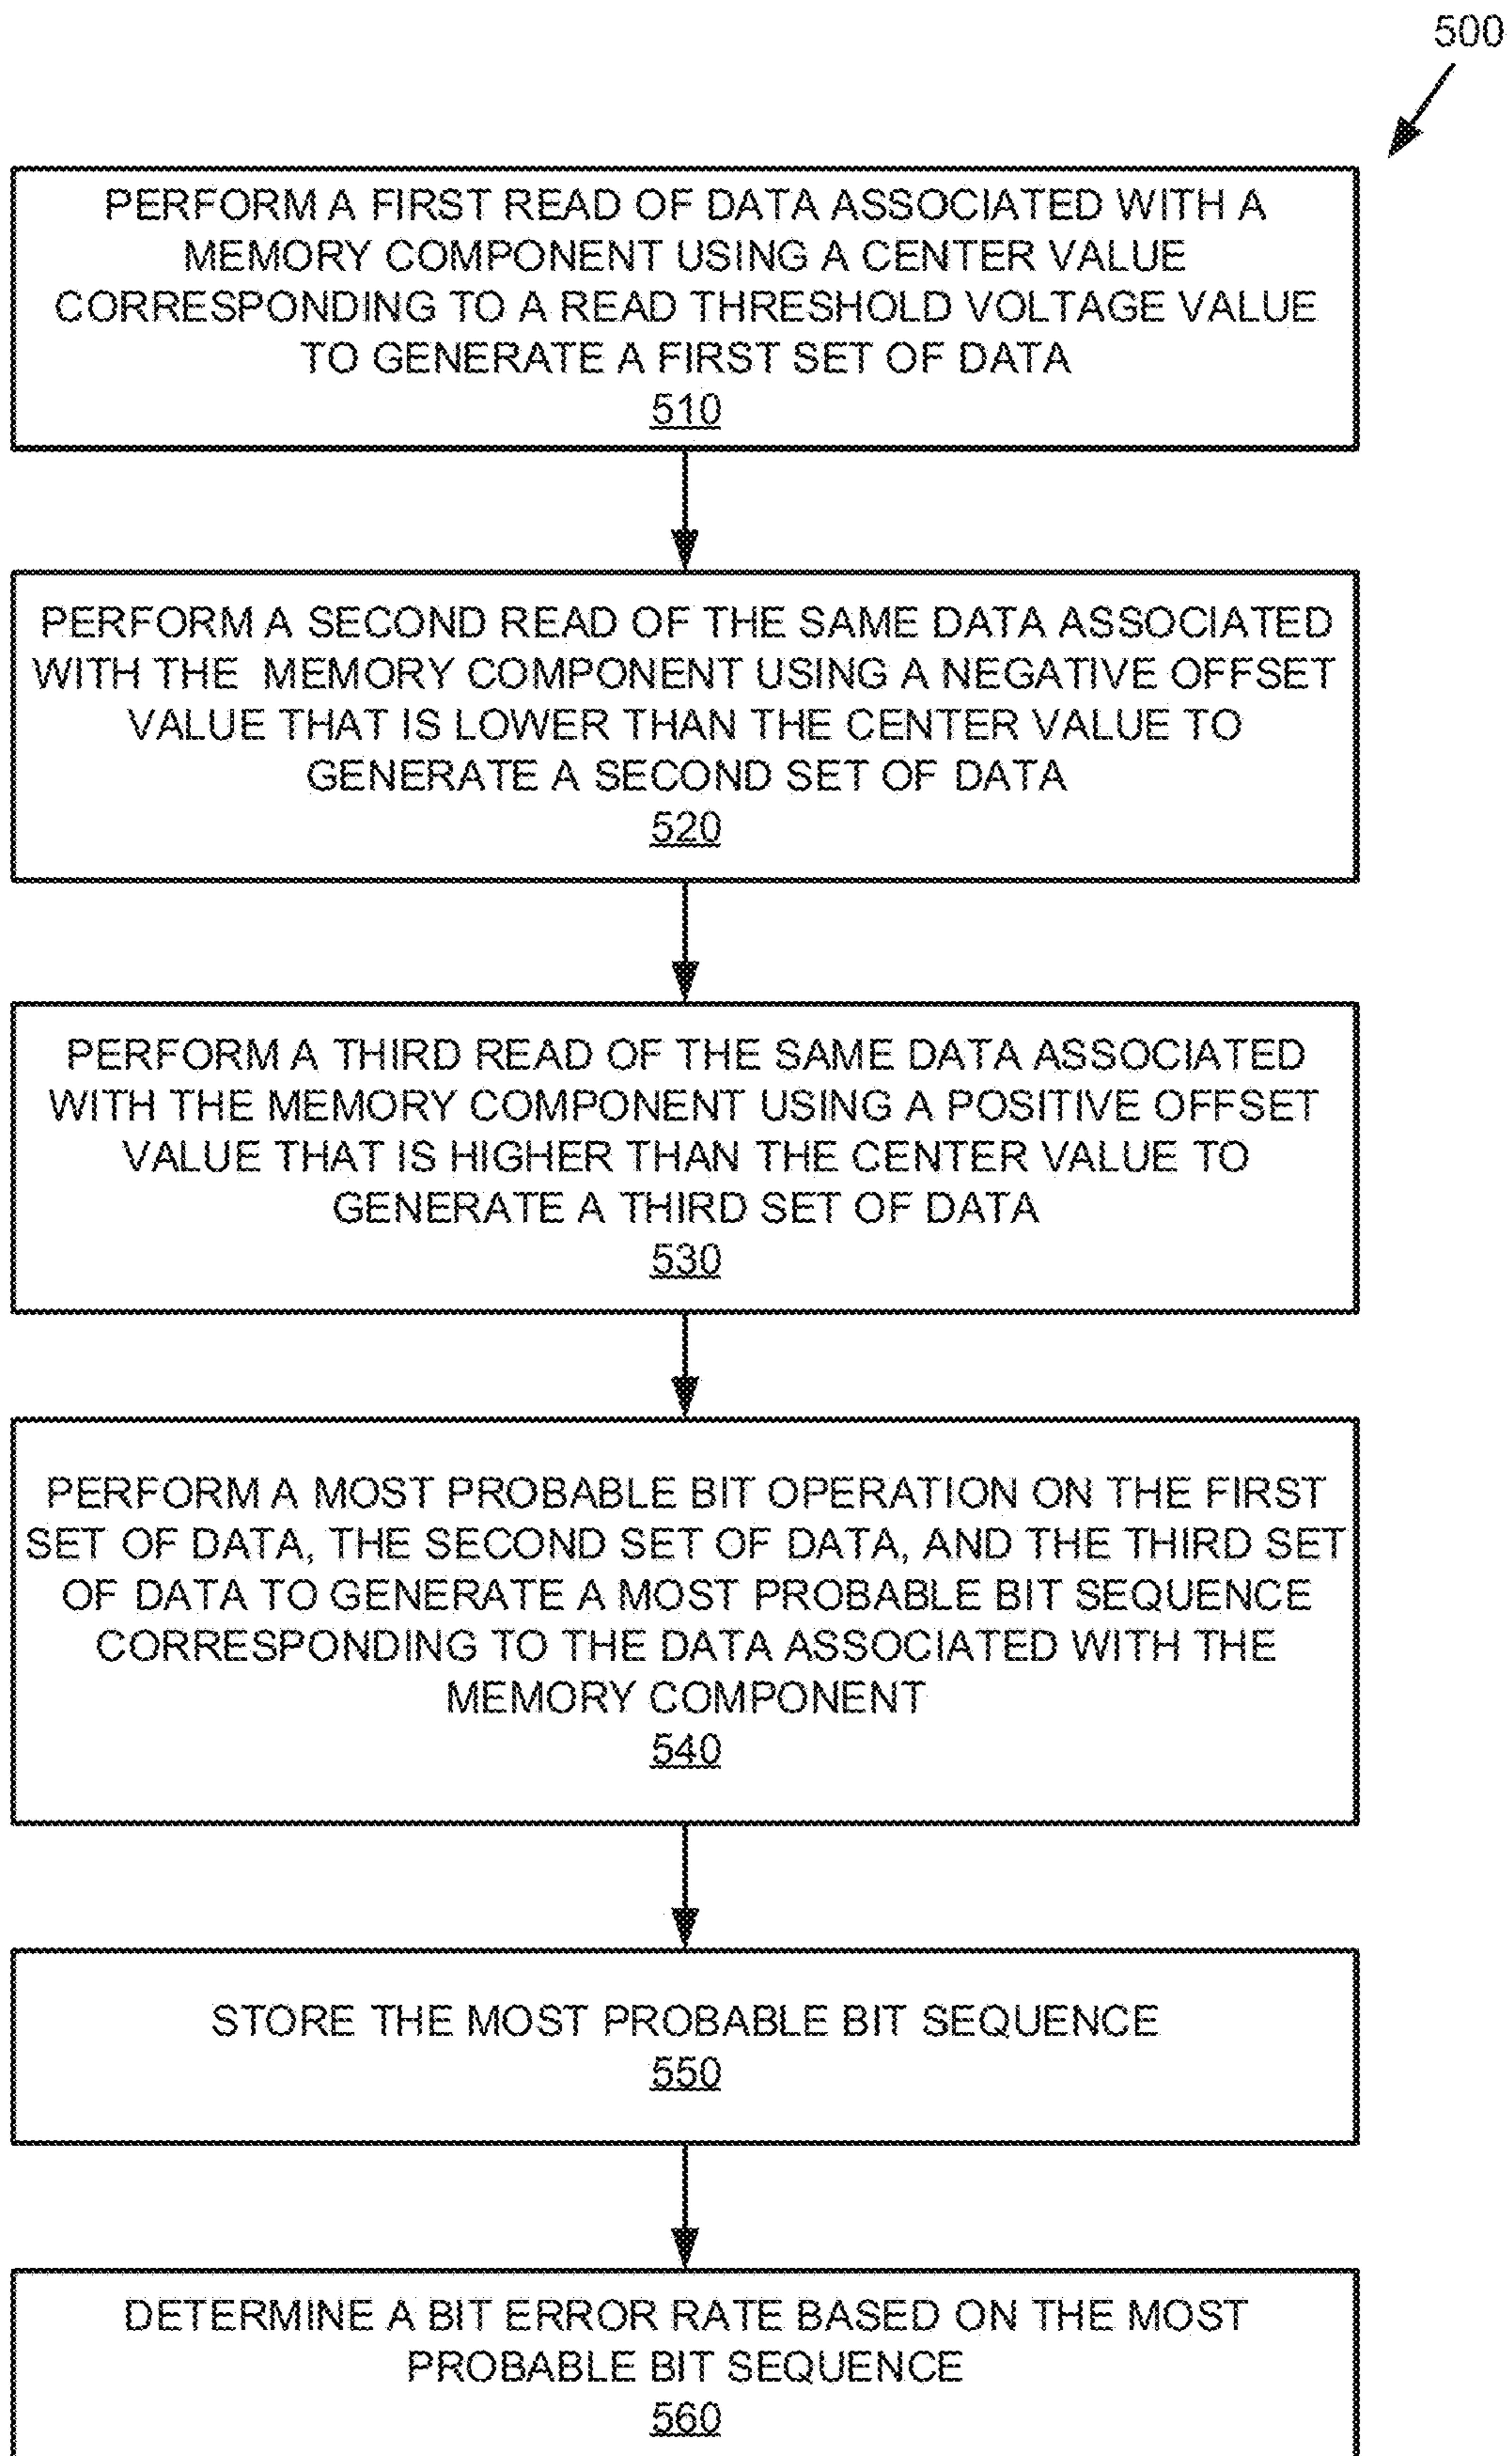 500
PERFORM A FIRST READ OF DATA ASSOCIATED WITH A
MEMORY COMPONENT USING A CENTER VALUE
CORRESPONDING TO A READ THRESHOLD VOLTAGE VALUE
TO GENERATE A FIRST SET OF DATA
510
PERFORM A SECOND READ OF THE SAME DATA ASSOCIATED
WITH THE MEMORY COMPONENT USING A NEGATIVE OFFSET
VALUE THAT IS LOWER THAN THE CENTER VALUE TO
GENERATE A SECOND SET OF DATA
520
PERFORM A THIRD READ OF THE SAME DATA ASSOCIATED
WITH THE MEMORY COMPONENT USING A POSITIVE OFFSET
VALUE THAT IS HIGHER THAN THE CENTER VALUE TO
GENERATE A THIRD SET OF DATA
530
PERFORM A MOST PROBABLE BIT OPERATION ON THE FIRST
SET OF DATA, THE SECOND SET OF DATA, AND THE THIRD SET
OF DATA TO GENERATE A MOST PROBABLE BIT SEQUENCE
CORRESPONDING TO THE DATA ASSOCIATED WITH THE
MEMORY COMPONENT
540
STORE THE MOST PROBABLE BIT SEQUENCE
550
DETERMINE A BIT ERROR RATE BASED ON THE MOST
PROBABLE BIT SEQUENCE
560